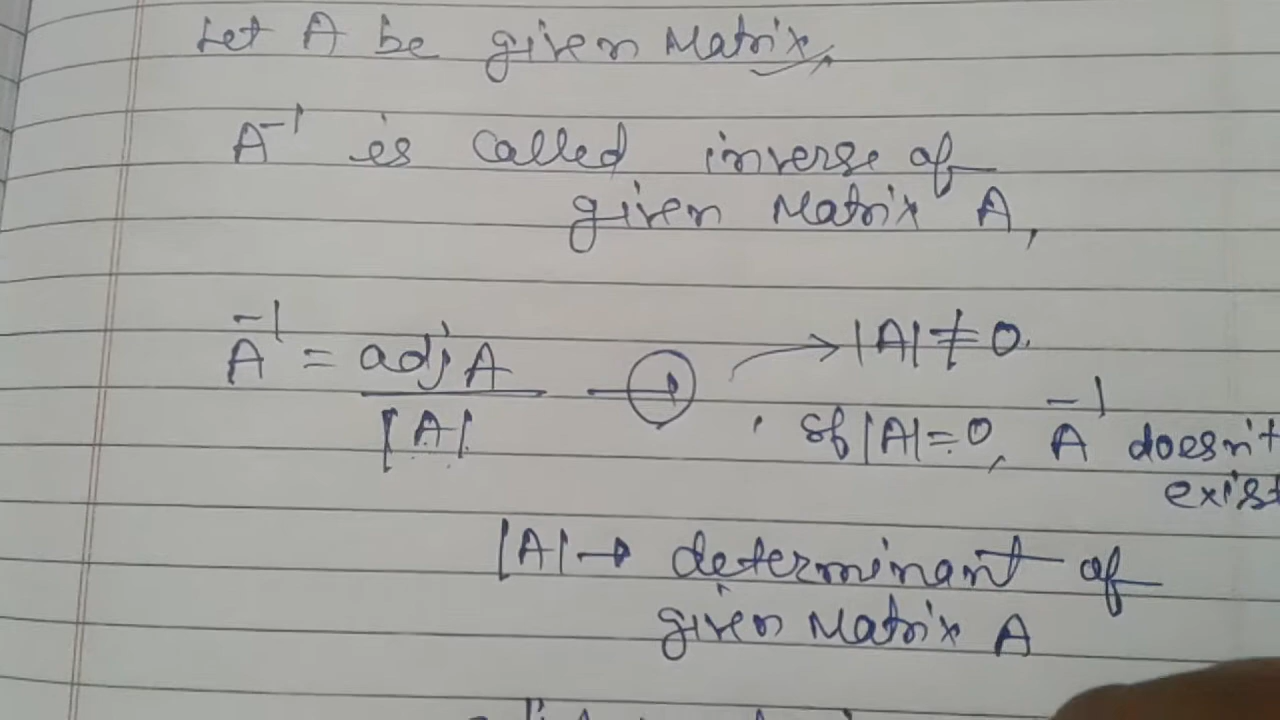 Let A be given Matrix,
A⁻¹ is called inverse of
given Matrix A,
A⁻¹ = adj A / |A| → → |A| ≠ 0.
If |A| = 0, A⁻¹ doesn't
exist
|A| → determinant of
given Matrix A